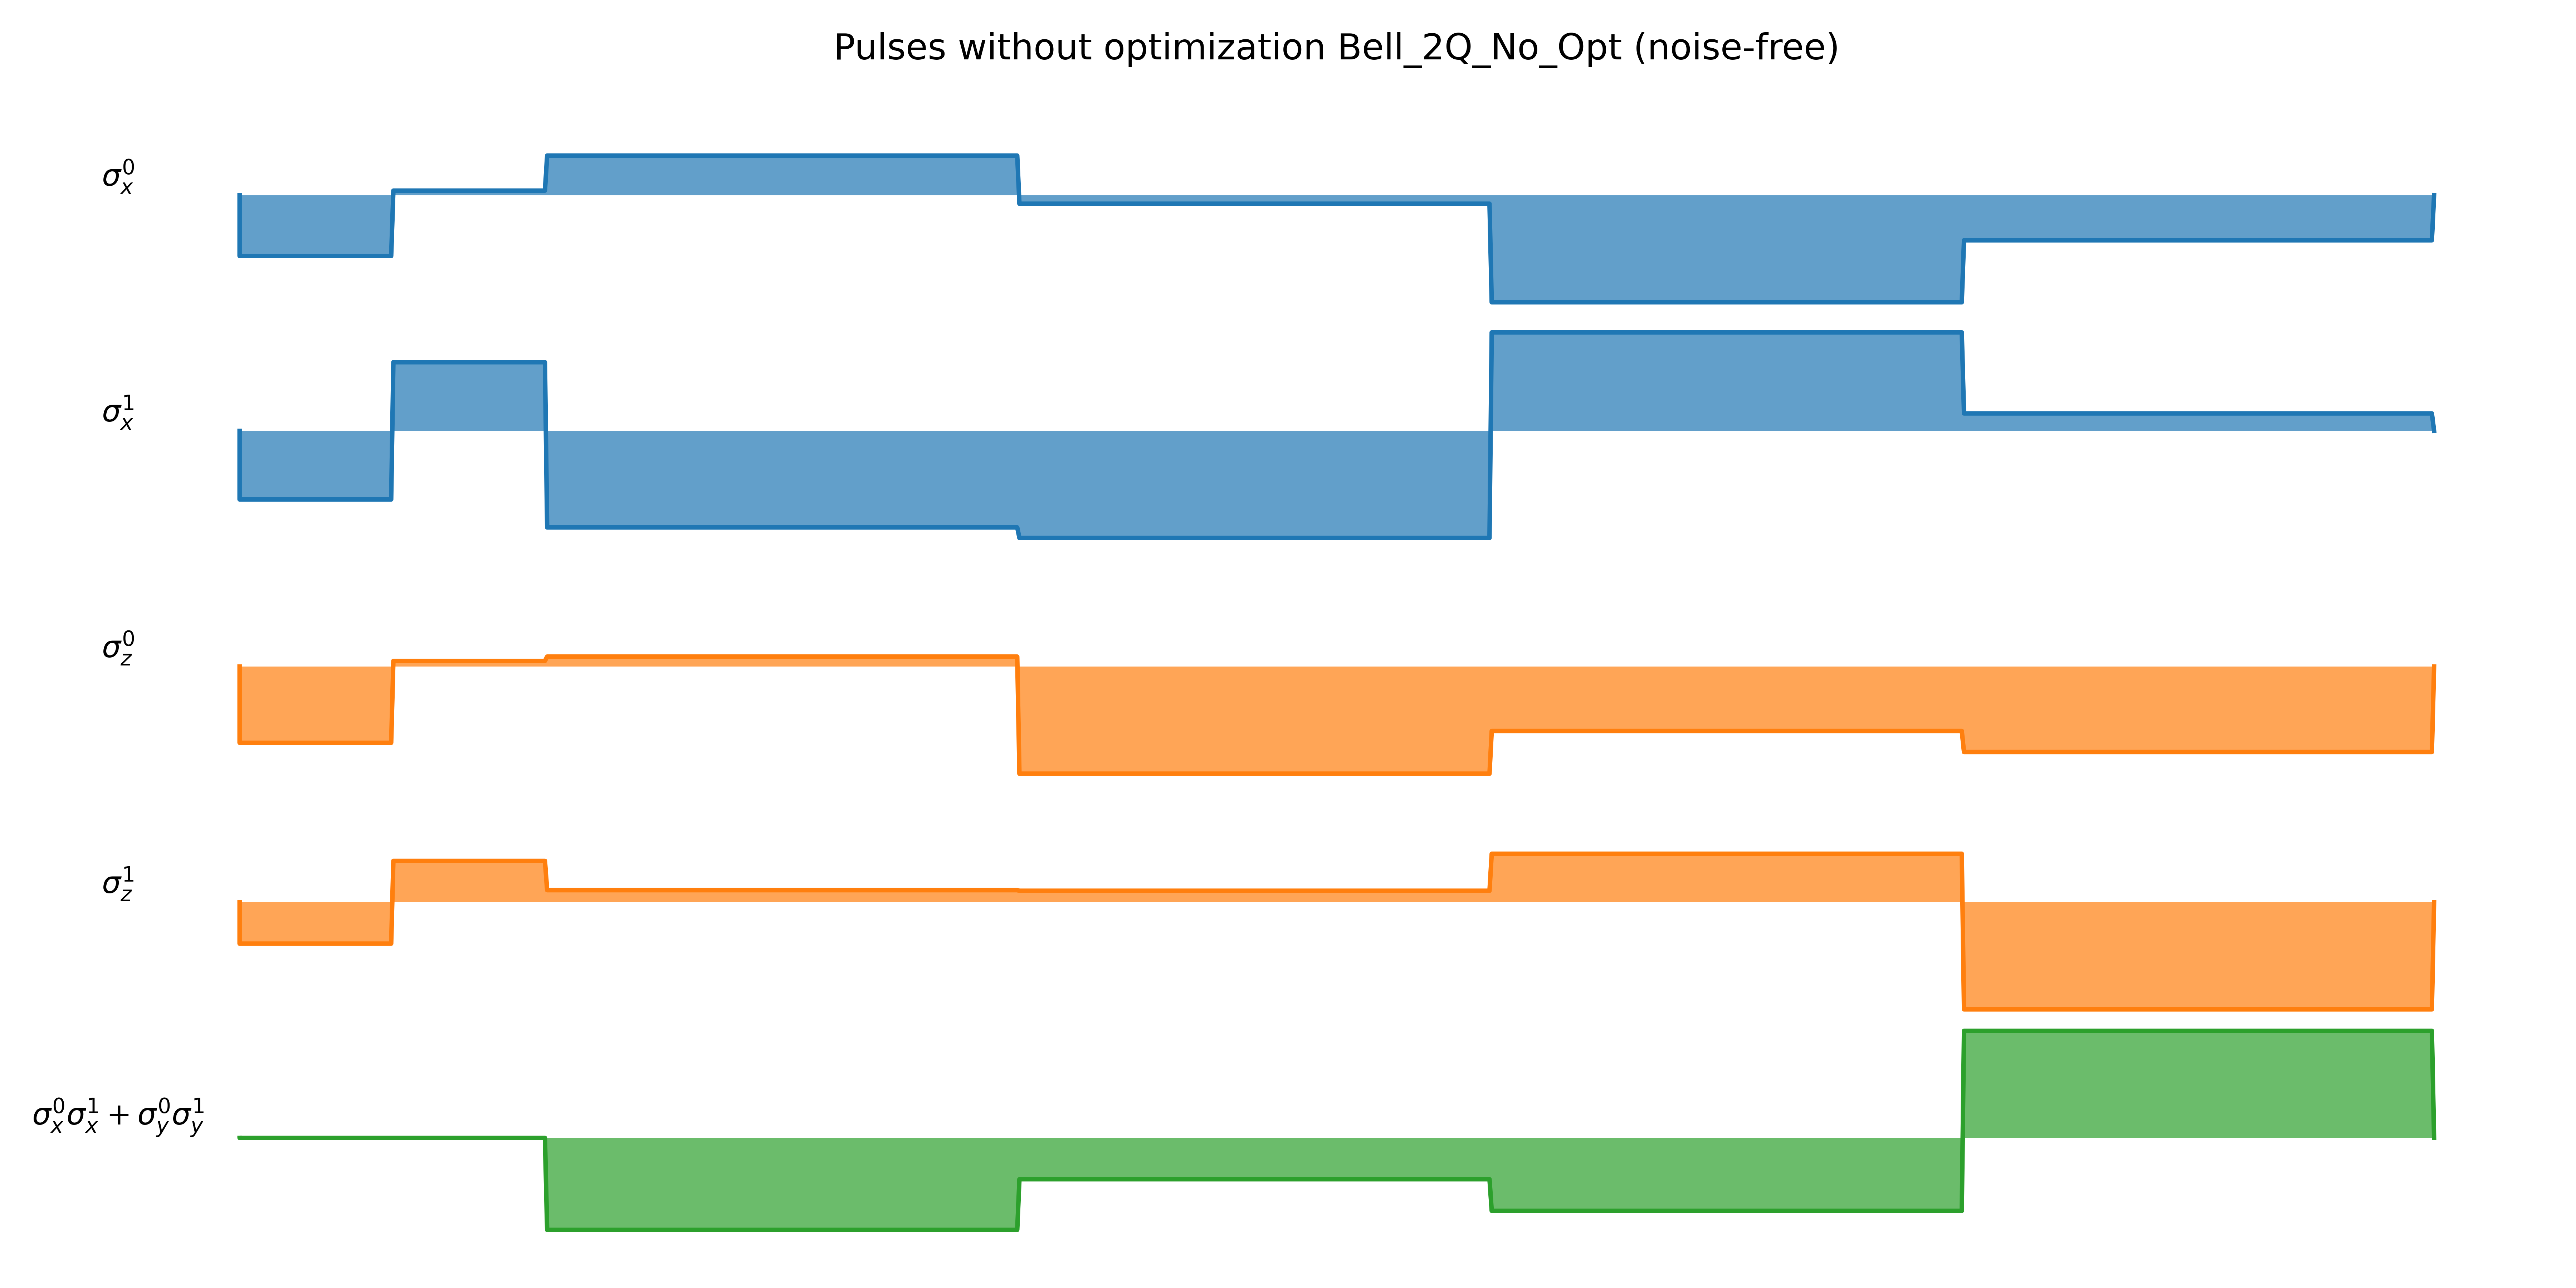 Pulses without optimization Bell_2Q_No_Opt (noise-free)
σ_x^0
σ_x^1
σ_z^0
σ_z^1
σ_x^0σ_x^1 + σ_y^0σ_y^1